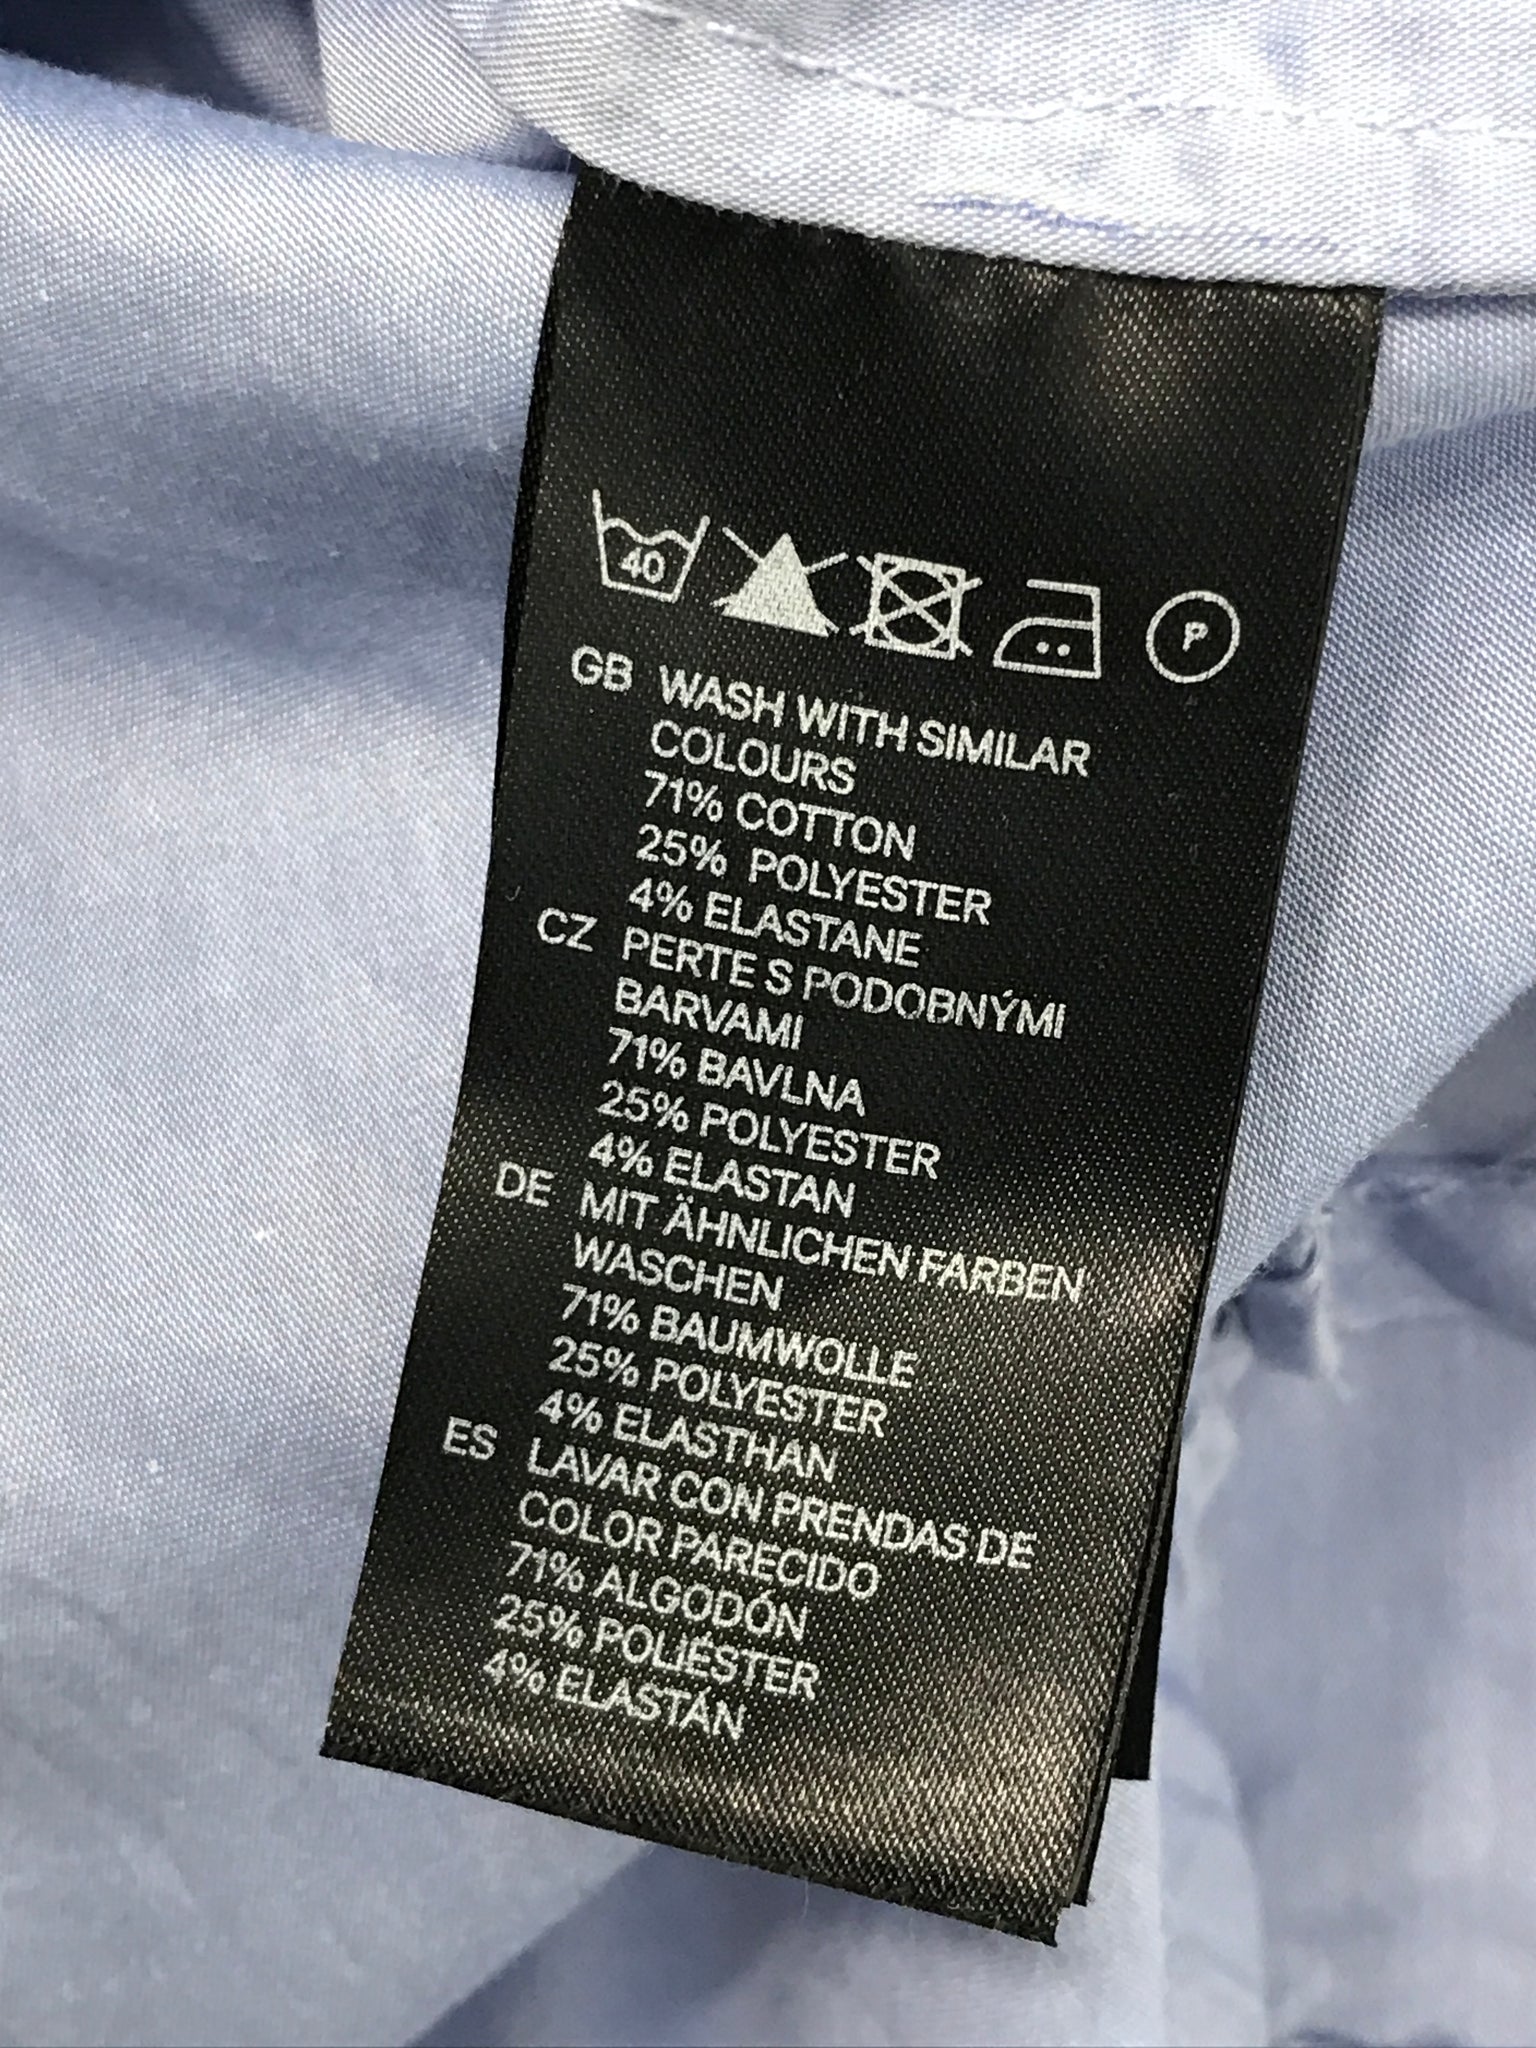 40
P
GB WASH WITH SIMILAR
COLOURS
71% COTTON
25% POLYESTER
4% ELASTANE
CZ PERTE S PODOBNÝMI
BARVAMI
71% BAVLNA
25% POLYESTER
4% ELASTAN
DE MIT ÄHNLICHEN FARBEN
WASCHEN
71% BAUMWOLLE
25% POLYESTER
4% ELASTHAN
ES LAVAR CON PRENDAS DE
COLOR PARECIDO
71% ALGODÓN
25% POLIÉSTER
4% ELASTÁN